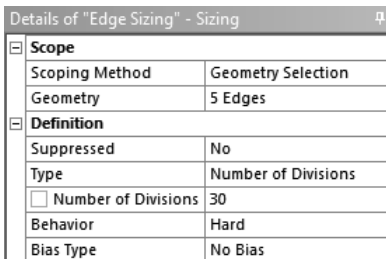 Details of "Edge Sizing" - Sizing
Scope
Scoping Method Geometry Selection
Geometry 5 Edges
Definition
Suppressed No
Type Number of Divisions
Number of Divisions 30
Behavior Hard
Bias Type No Bias